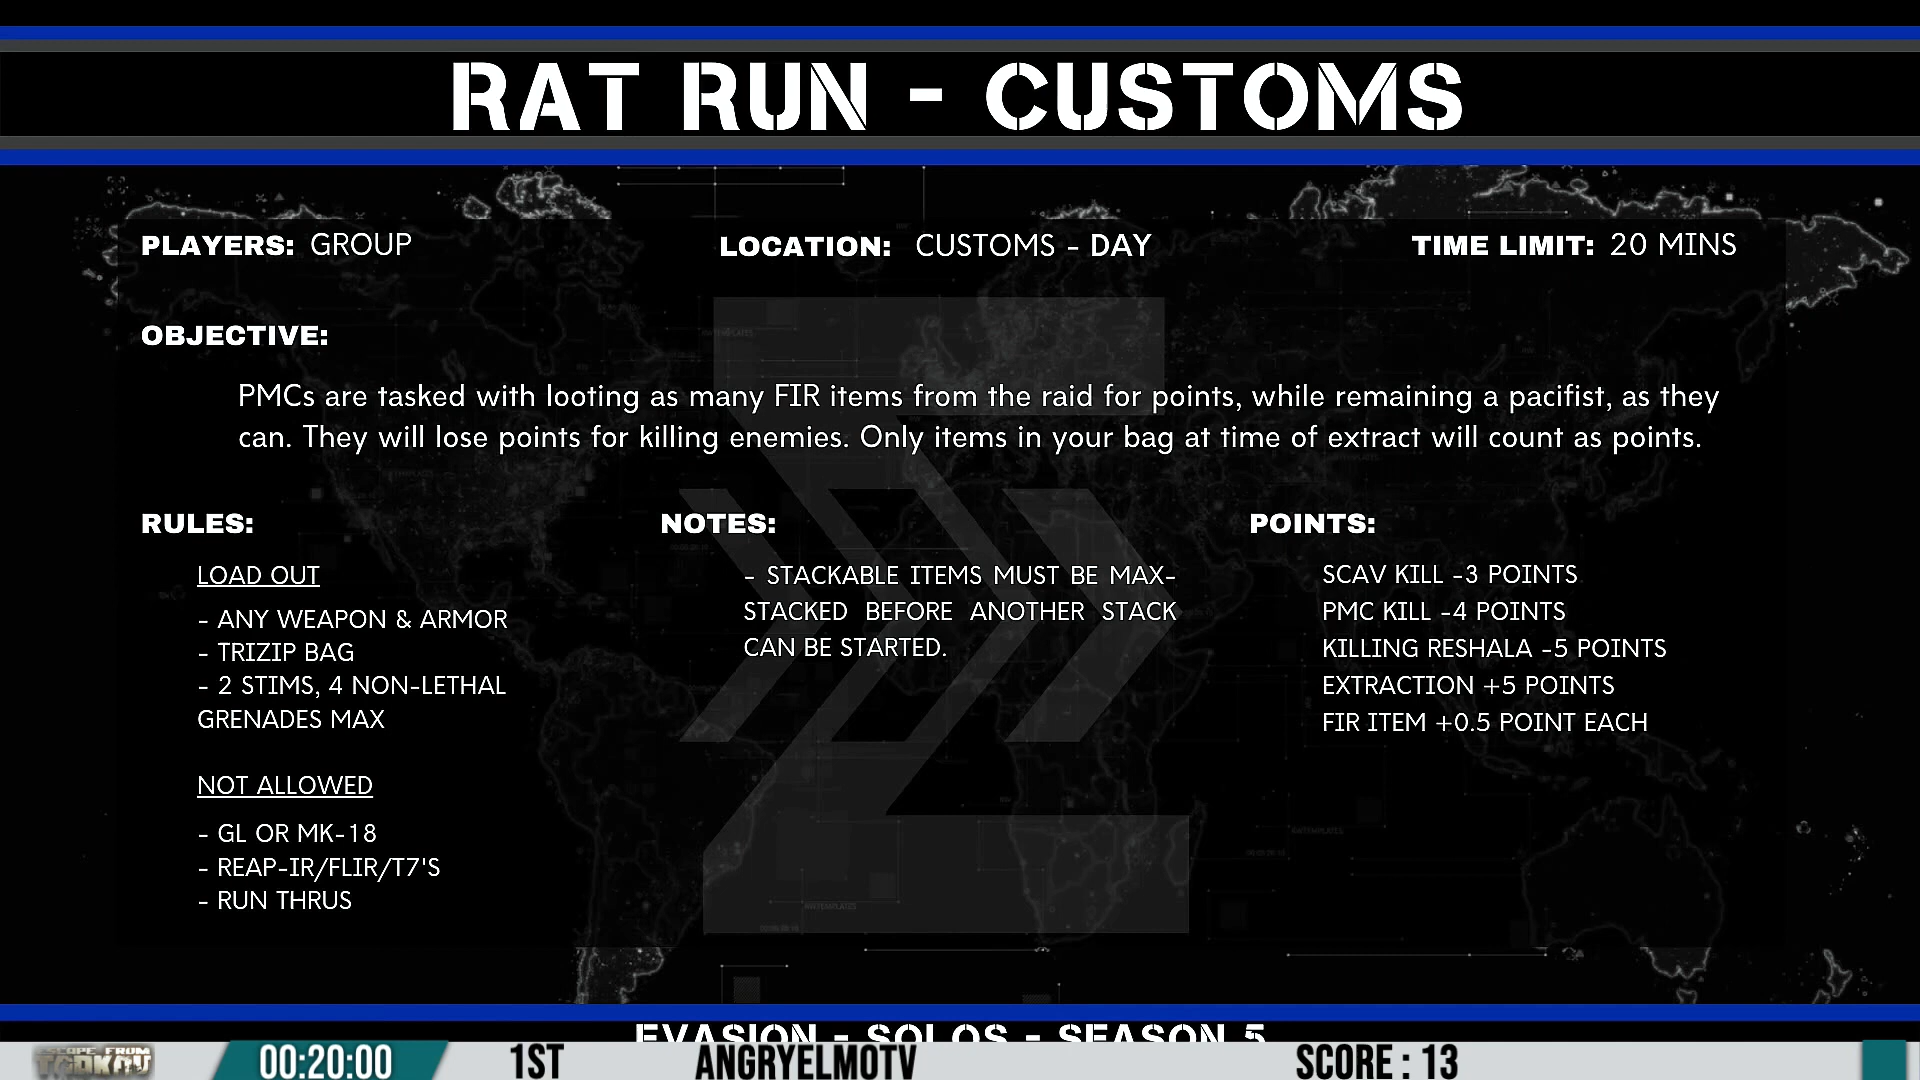 RAT RUN - CUSTOMS
PLAYERS: GROUP
LOCATION: CUSTOMS - DAY
TIME LIMIT: 20 MINS
OBJECTIVE:
PMCs are tasked with looting as many FIR items from the raid for points, while remaining a pacifist, as they
can. They will lose points for killing enemies. Only items in your bag at time of extract will count as points.
RULES:
LOAD OUT
- ANY WEAPON & ARMOR
- TRIZIP BAG
- 2 STIMS, 4 NON-LETHAL
GRENADES MAX
NOT ALLOWED
- GL OR MK-18
- REAP-IR/FLIR/T7'S
- RUN THRUS
NOTES:
- STACKABLE ITEMS MUST BE MAX-
STACKED BEFORE ANOTHER STACK
CAN BE STARTED.
POINTS:
SCAV KILL -3 POINTS
PMC KILL -4 POINTS
KILLING RESHALA -5 POINTS
EXTRACTION +5 POINTS
FIR ITEM +0.5 POINT EACH
EVASION - SOLOS - SEASON 5
ESCAPE FROM
TARKOV
00:20:00
1ST
ANGRYELMOTV
SCORE : 13